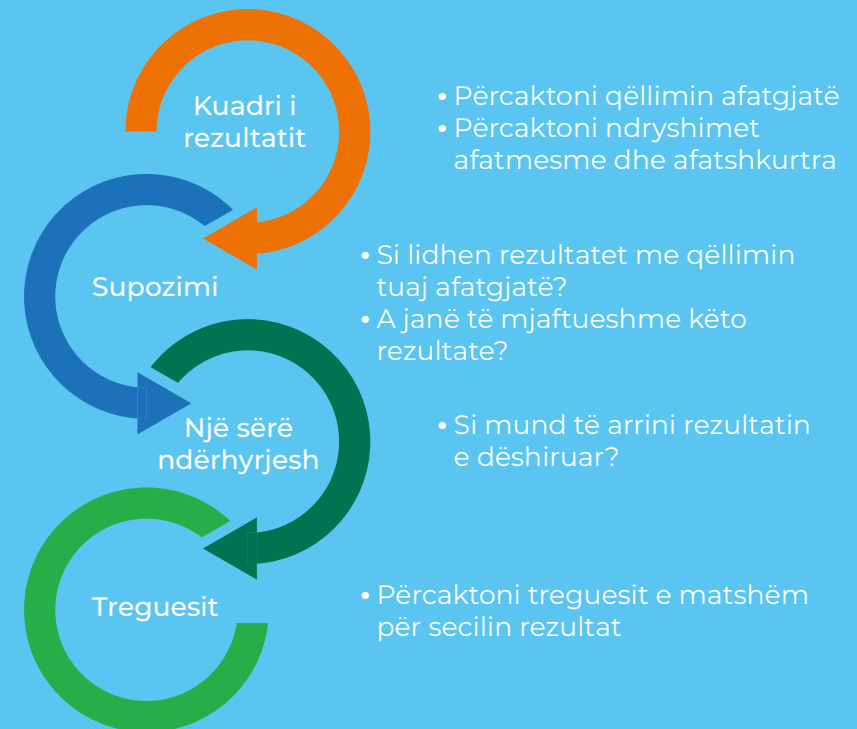 Kuadri i
rezultatit
• Përcaktoni qëllimin afatgjatë
• Përcaktoni ndryshimet
afatmesme dhe afatshkurtra
Supozimi
• Si lidhen rezultatet me qëllimin
tuaj afatgjatë?
• A janë të mjaftueshme këto
rezultate?
Një sërë
ndërhyrjesh
• Si mund të arrini rezultatin
e dëshiruar?
Treguesit
• Përcaktoni treguesit e matshëm
për secilin rezultat